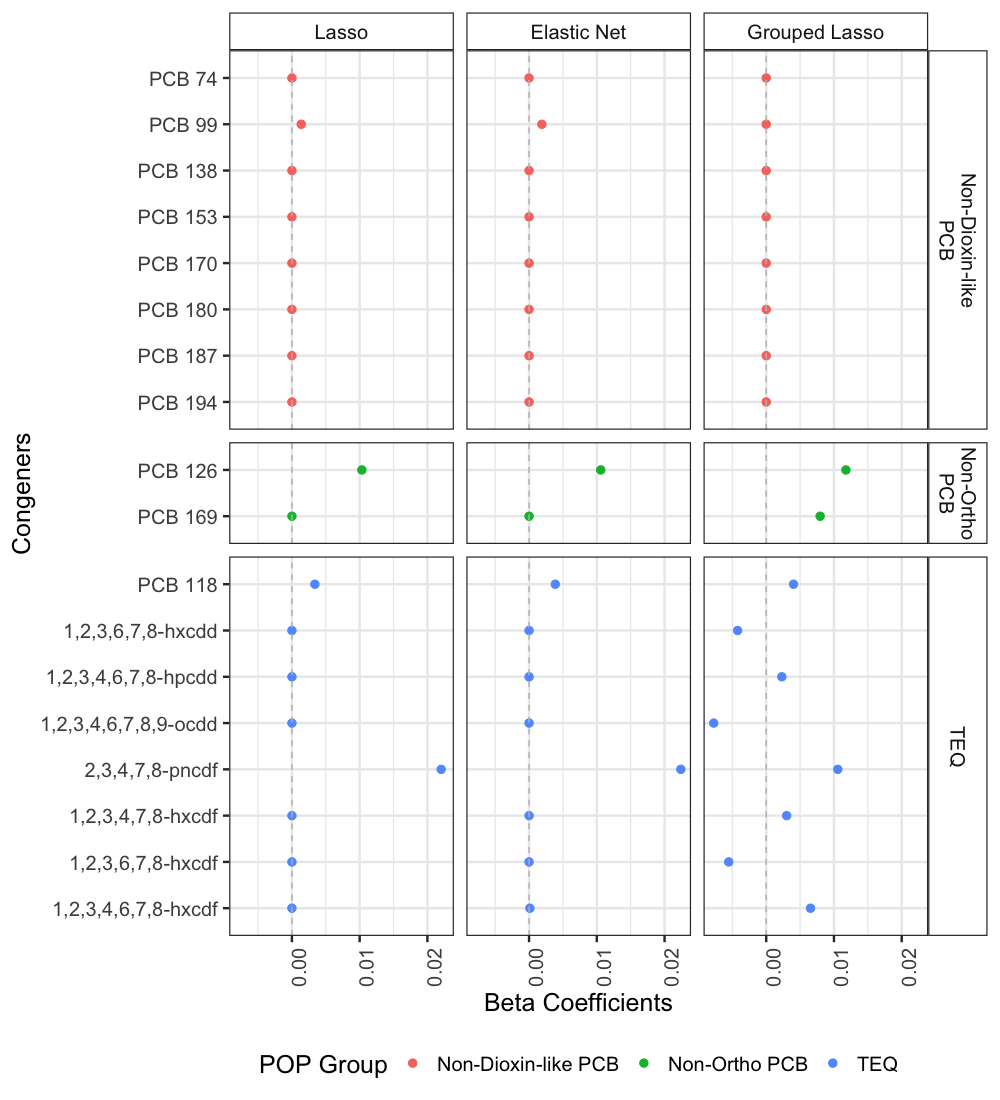 Lasso
Elastic Net
Grouped Lasso
Congeners
PCB 74
PCB 99
PCB 138
PCB 153
PCB 170
PCB 180
PCB 187
PCB 194
Non-Dioxin-like
PCB
PCB 126
PCB 169
Non-Ortho
PCB
PCB 118
1,2,3,6,7,8-hxcdd
1,2,3,4,6,7,8-hpcdd
1,2,3,4,6,7,8,9-ocdd
2,3,4,7,8-pncdf
1,2,3,4,7,8-hxcdf
1,2,3,6,7,8-hxcdf
1,2,3,4,6,7,8-hxcdf
TEQ
0.00 0.01 0.02 0.00 0.01 0.02 0.00 0.01 0.02
Beta Coefficients
POP Group Non-Dioxin-like PCB Non-Ortho PCB TEQ